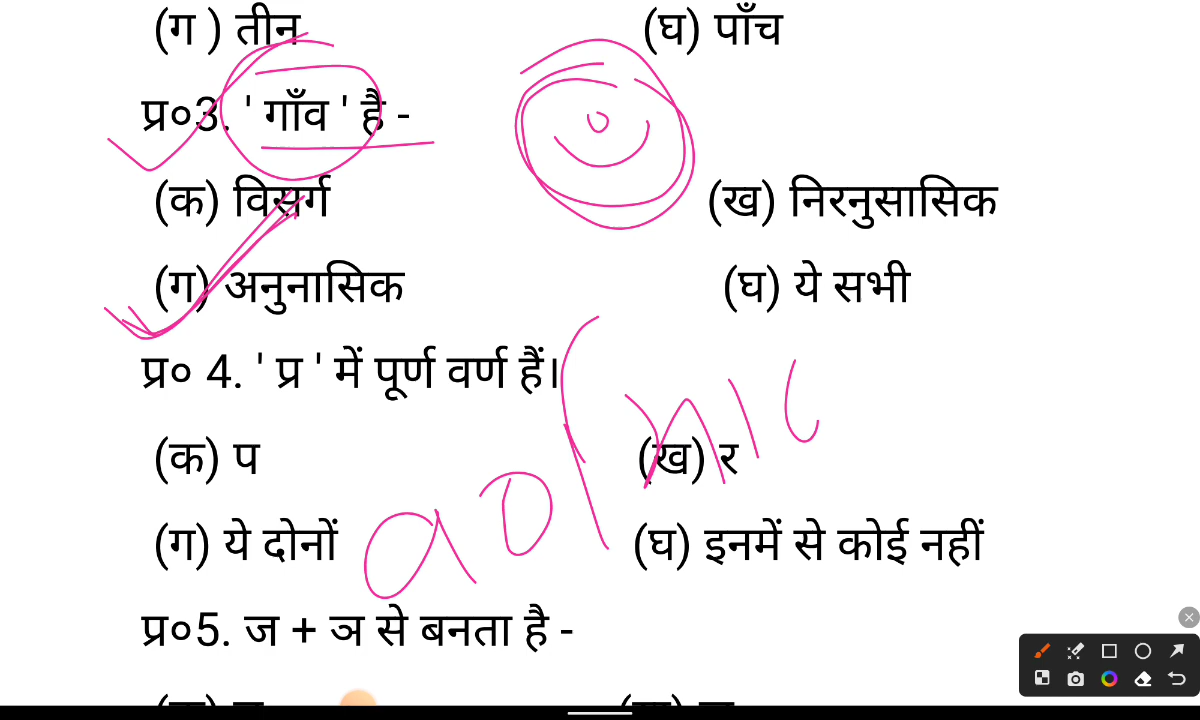 (ग ) तीन (घ) पाँच
प्र०3. ' गाँव ' है -
(क) विसर्ग (ख) निरनुसासिक
(ग) अनुनासिक (घ) ये सभी
प्र० 4. ' प्र ' में पूर्ण वर्ण हैं।
(क) प (ख) र
(ग) ये दोनों (घ) इनमें से कोई नहीं
प्र०5. ज + ञ से बनता है -